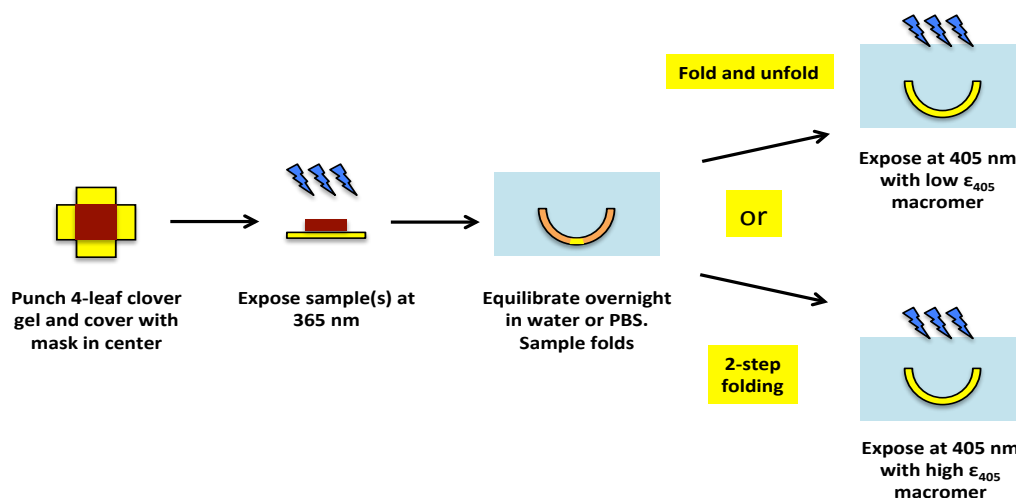 Punch 4-leaf clover
gel and cover with
mask in center
Expose sample(s) at
365 nm
Equilibrate overnight
in water or PBS.
Sample folds
Fold and unfold
Expose at 405 nm
with low ε₄₀₅
macromer
or
2-step
folding
Expose at 405 nm
with high ε₄₀₅
macromer